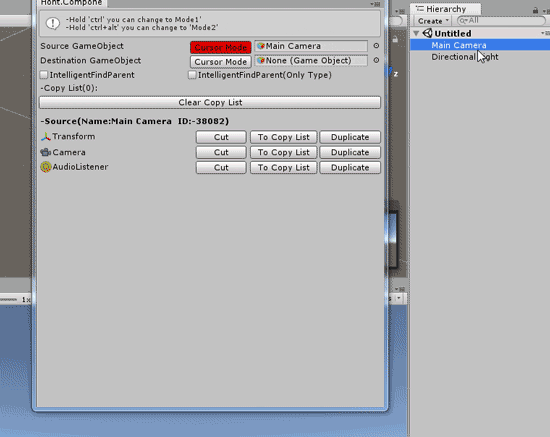 Hont.Compone
-Hold 'ctrl' you can change to Mode1'
-Hold 'ctrl+alt' you can change to 'Mode2'
Source GameObject Cursor Mode Main Camera
Destination GameObject Cursor Mode None (Game Object)
IntelligentFindParent IntelligentFindParent(Only Type)
-Copy List(0):
Clear Copy List
-Source(Name:Main Camera ID:-38082)
Transform Cut To Copy List Duplicate
Camera Cut To Copy List Duplicate
AudioListener Cut To Copy List Duplicate
Hierarchy
Create All
Untitled
Main Camera
Directional Light
z
1x
s